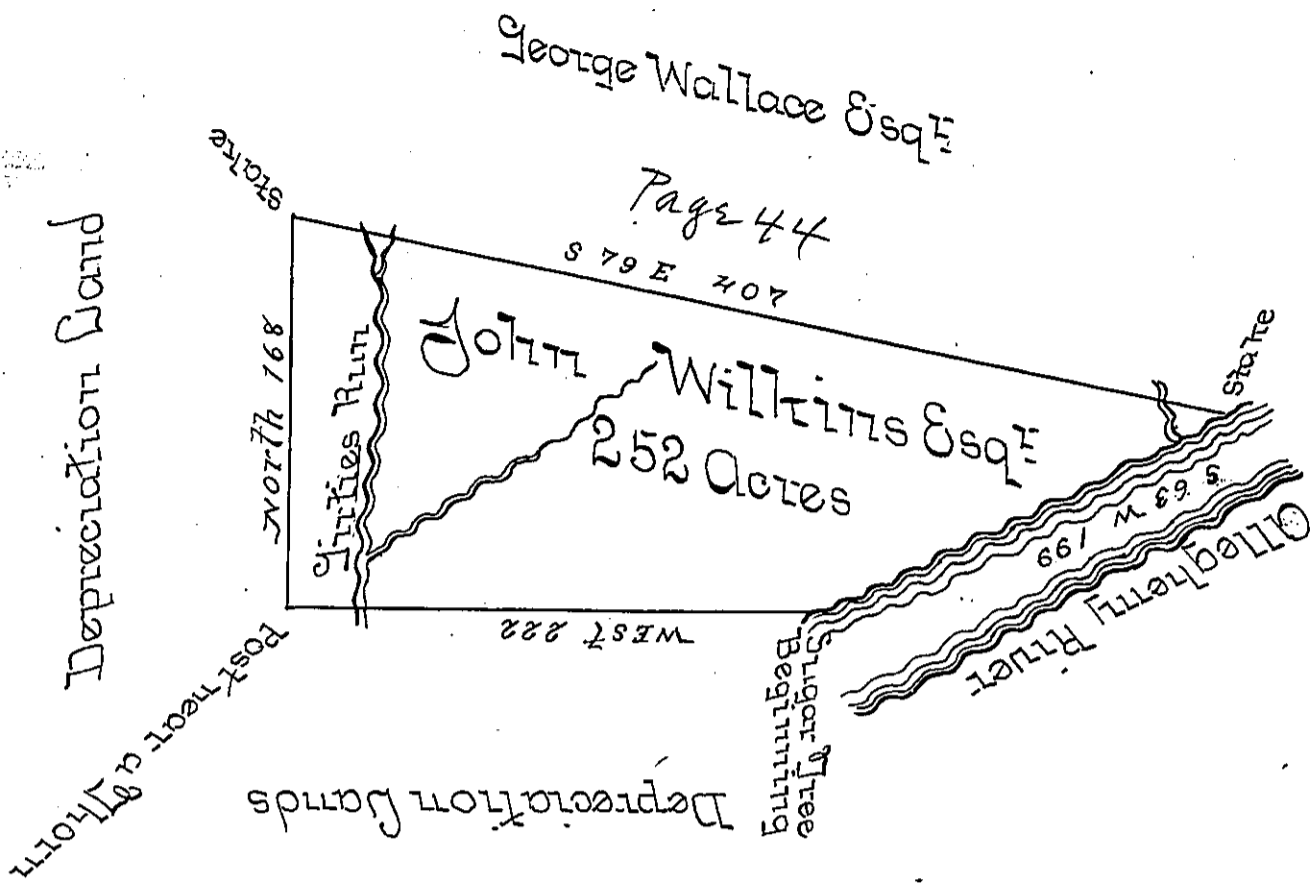 George Wallace Esqr
Page 44
Stake
S 79 E 407
Depreciation Land
North 168
Girties Run
John Wilkins Esqr
252 Acres
Stake
S 63 W 199
Allegheny River
West 222
Post near a Thorn
Sugar Tree
Beginning
Depreciation Lands